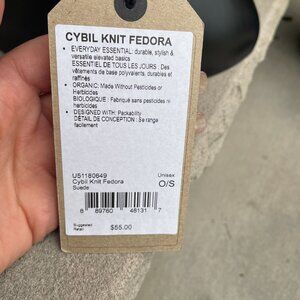 CYBIL KNIT FEDORA
• EVERYDAY ESSENTIAL: durable, stylish &
versatile elevated basics
ESSENTIEL DE TOUS LES JOURS : Des
vêtements de base polyvalents, durables et
raffinés
• ORGANIC: Made Without Pesticides or
Herbicides
BIOLOGIQUE : Fabriqué sans pesticides ni
herbicides
• DESIGNED WITH: Packability
DÉTAIL DE CONCEPTION : Se range
facilement
U51160649
Cybil Knit Fedora
Suede
Unisex
O/S
8 89760 48131 7
Suggested
Retail
$55.00